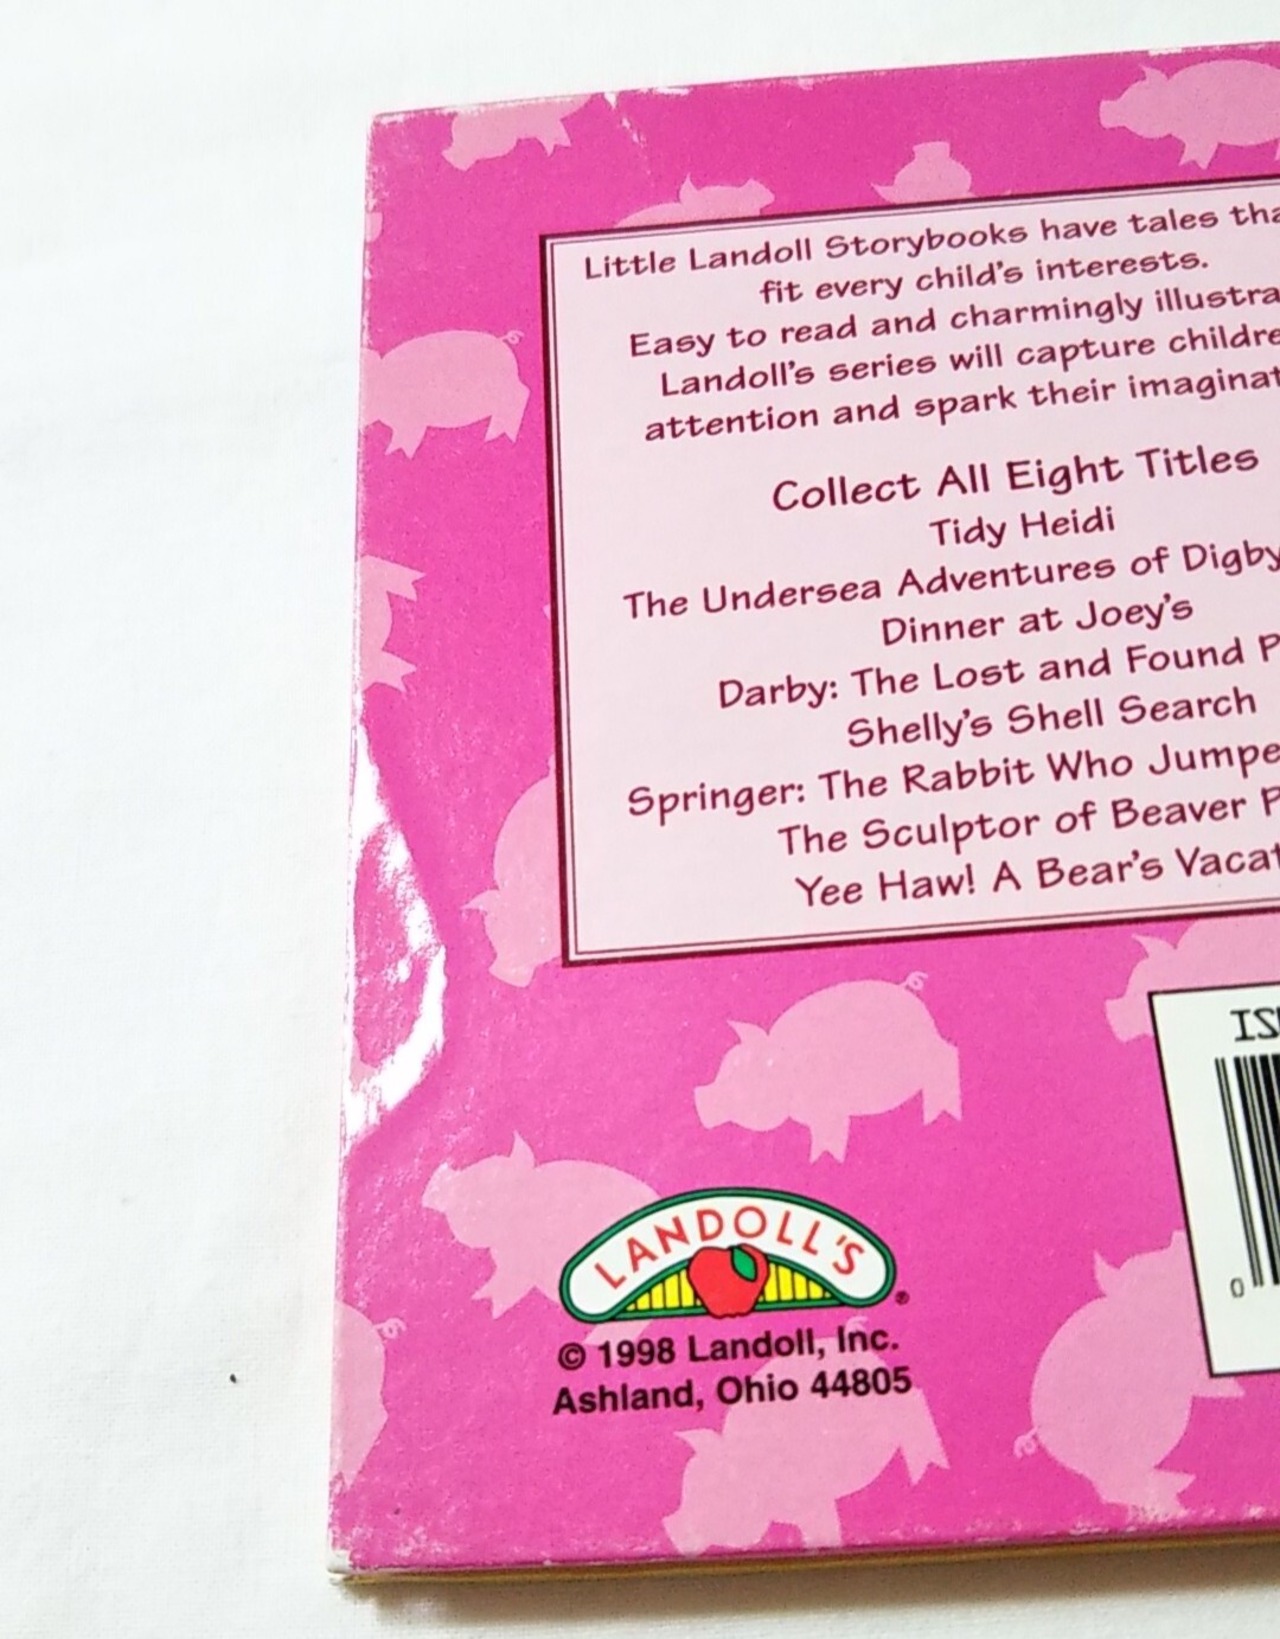 Little Landoll Storybooks have tales tha
fit every child's interests.
Easy to read and charmingly illustra
Landoll's series will capture childre
attention and spark their imaginat
Collect All Eight Titles
Tidy Heidi
The Undersea Adventures of Digby
Dinner at Joey's
Darby: The Lost and Found P
Shelly's Shell Search
Springer: The Rabbit Who Jumpe
The Sculptor of Beaver P
Yee Haw! A Bear's Vacat
IS
0
LANDOLL'S®
© 1998 Landoll, Inc.
Ashland, Ohio 44805